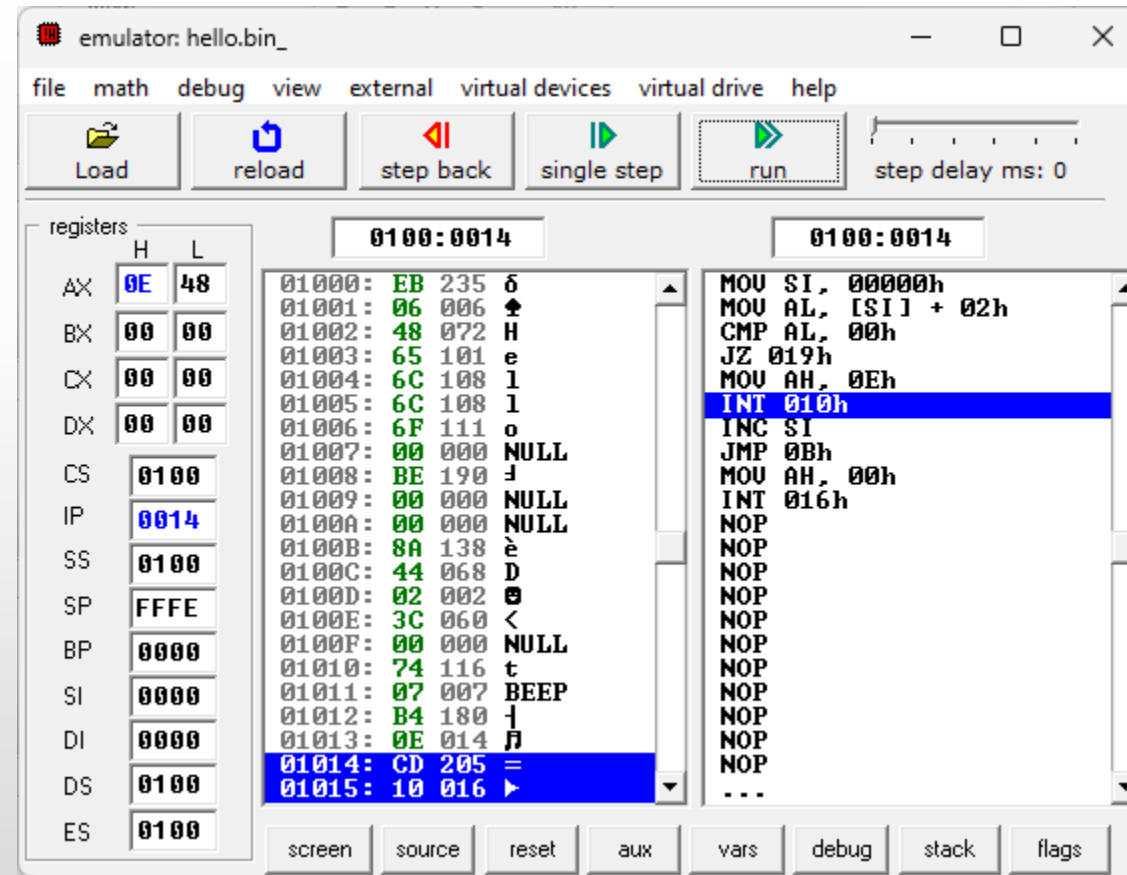 emulator: hello.bin_
file math debug view external virtual devices virtual drive help
Load reload step back single step run step delay ms: 0
registers
H L
0100:0014 0100:0014
AX 0E 48
BX 00 00
CX 00 00
DX 00 00
CS 0100
IP 0014
SS 0100
SP FFFE
BP 0000
SI 0000
DI 0000
DS 0100
ES 0100
01000: EB 235 δ
01001: 06 006 ♠
01002: 48 072 H
01003: 65 101 e
01004: 6C 108 l
01005: 6C 108 l
01006: 6F 111 o
01007: 00 000 NULL
01008: BE 190 ╛
01009: 00 000 NULL
0100A: 00 000 NULL
0100B: 8A 138 è
0100C: 44 068 D
0100D: 02 002 ☻
0100E: 3C 060 <
0100F: 00 000 NULL
01010: 74 116 t
01011: 07 007 BEEP
01012: B4 180 ┤
01013: 0E 014 ♫
01014: CD 205 ═
01015: 10 016 ►
MOV SI, 00000h
MOV AL, [SI] + 02h
CMP AL, 00h
JZ 019h
MOV AH, 0Eh
INT 010h
INC SI
JMP 0Bh
MOV AH, 00h
INT 016h
NOP
NOP
NOP
NOP
NOP
NOP
NOP
NOP
NOP
NOP
NOP
...
screen source reset aux vars debug stack flags